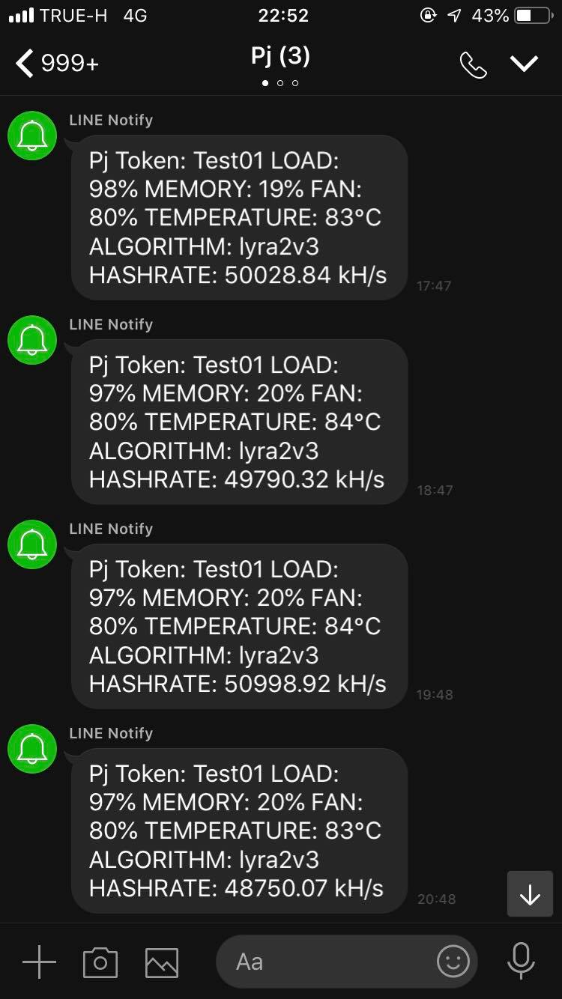 TRUE-H 4G 22:52 43%
999+ Pj (3)
LINE Notify
Pj Token: Test01 LOAD:
98% MEMORY: 19% FAN:
80% TEMPERATURE: 83°C
ALGORITHM: lyra2v3
HASHRATE: 50028.84 kH/s
17:47
LINE Notify
Pj Token: Test01 LOAD:
97% MEMORY: 20% FAN:
80% TEMPERATURE: 84°C
ALGORITHM: lyra2v3
HASHRATE: 49790.32 kH/s
18:47
LINE Notify
Pj Token: Test01 LOAD:
97% MEMORY: 20% FAN:
80% TEMPERATURE: 84°C
ALGORITHM: lyra2v3
HASHRATE: 50998.92 kH/s
19:48
LINE Notify
Pj Token: Test01 LOAD:
97% MEMORY: 20% FAN:
80% TEMPERATURE: 83°C
ALGORITHM: lyra2v3
HASHRATE: 48750.07 kH/s
20:48
Aa